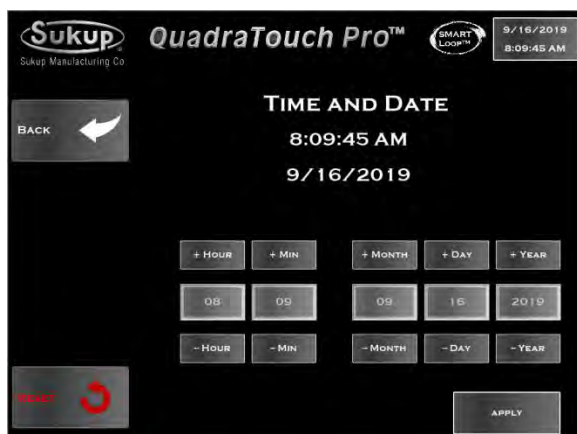 Sukup
Sukup Manufacturing Co
QuadraTouch Pro™
SMART
LOOP™
9/16/2019
8:09:45 AM
BACK
TIME AND DATE
8:09:45 AM
9/16/2019
+ HOUR + MIN + MONTH + DAY + YEAR
08 09 09 16 2019
- HOUR - MIN - MONTH - DAY - YEAR
RESET
APPLY